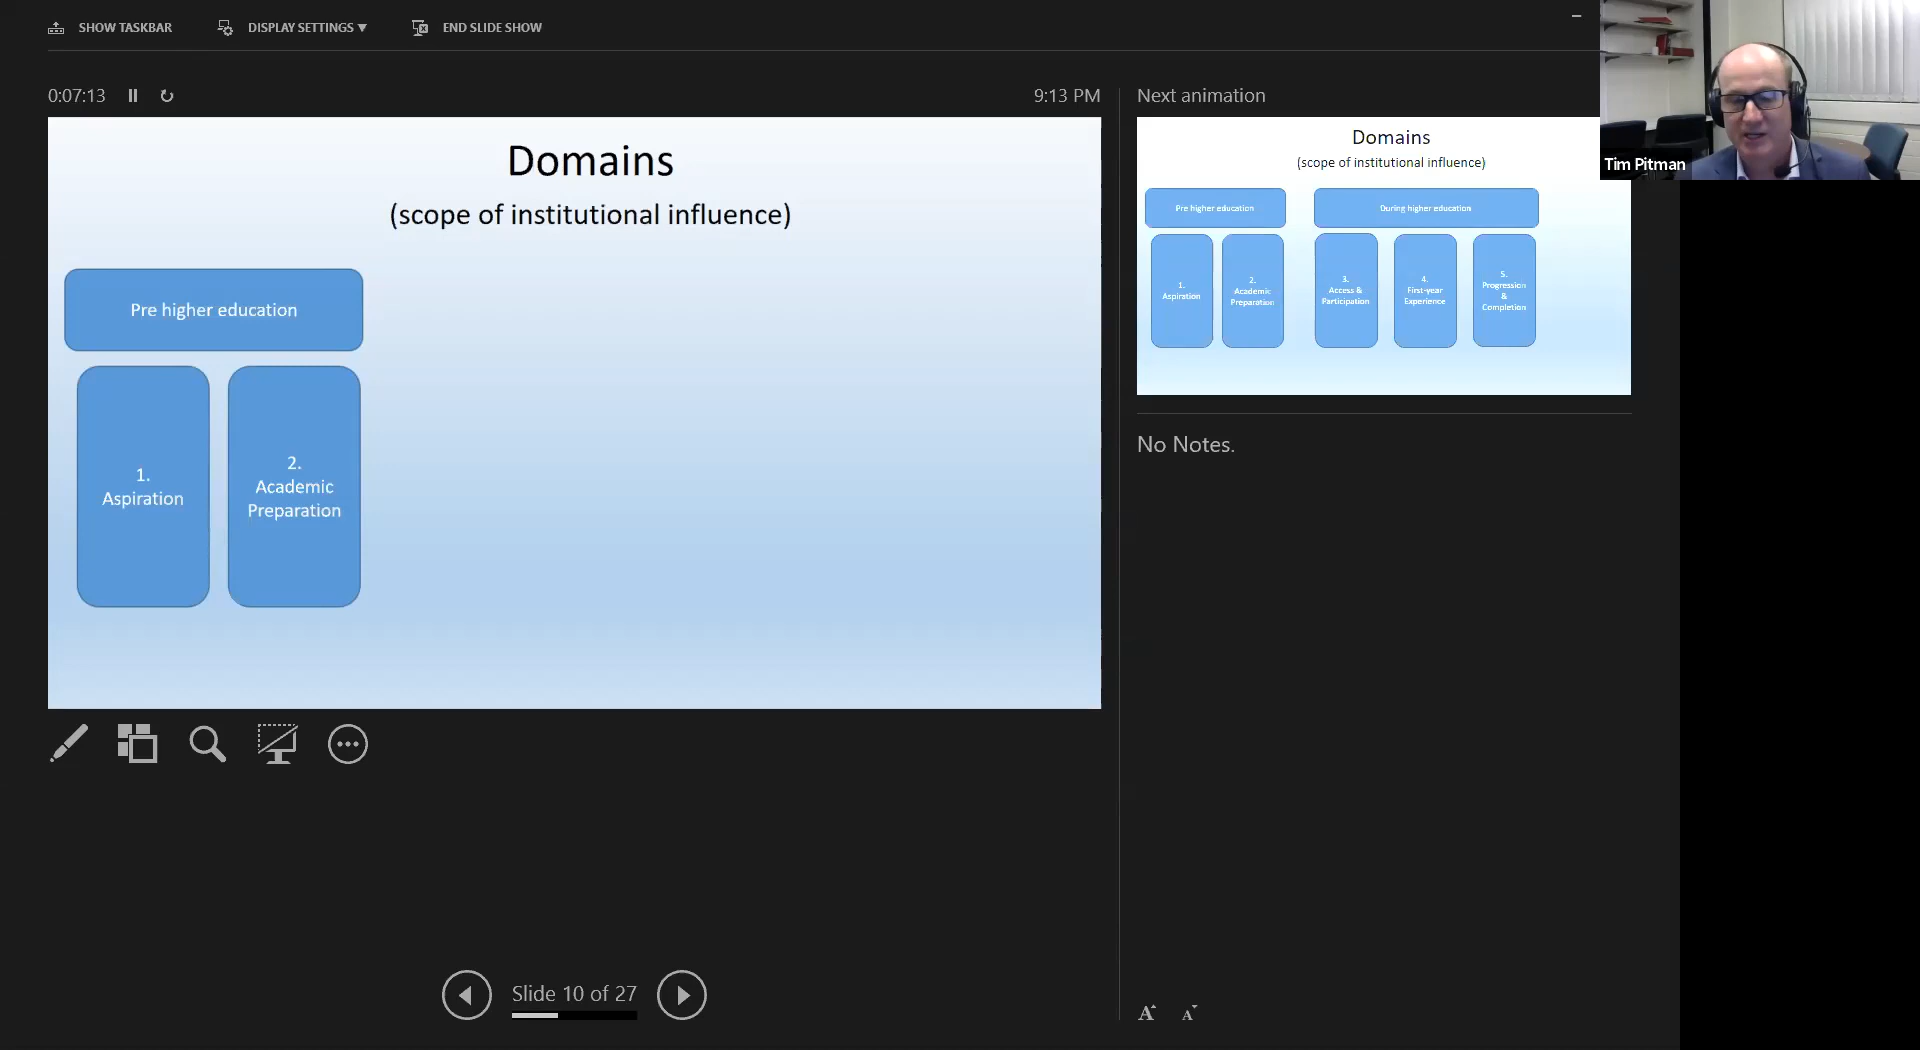 SHOW TASKBAR
DISPLAY SETTINGS ▼
END SLIDE SHOW
0:07:13
9:13 PM
Domains
(scope of institutional influence)
Pre higher education
1.
Aspiration
2.
Academic
Preparation
Slide 10 of 27
Next animation
Domains
(scope of institutional influence)
Pre higher education
During higher education
1.
Aspiration
2.
Academic
Preparation
3.
Access &
Participation
4.
First-year
Experience
5.
Progression
&
Completion
No Notes.
A
A
Tim Pitman